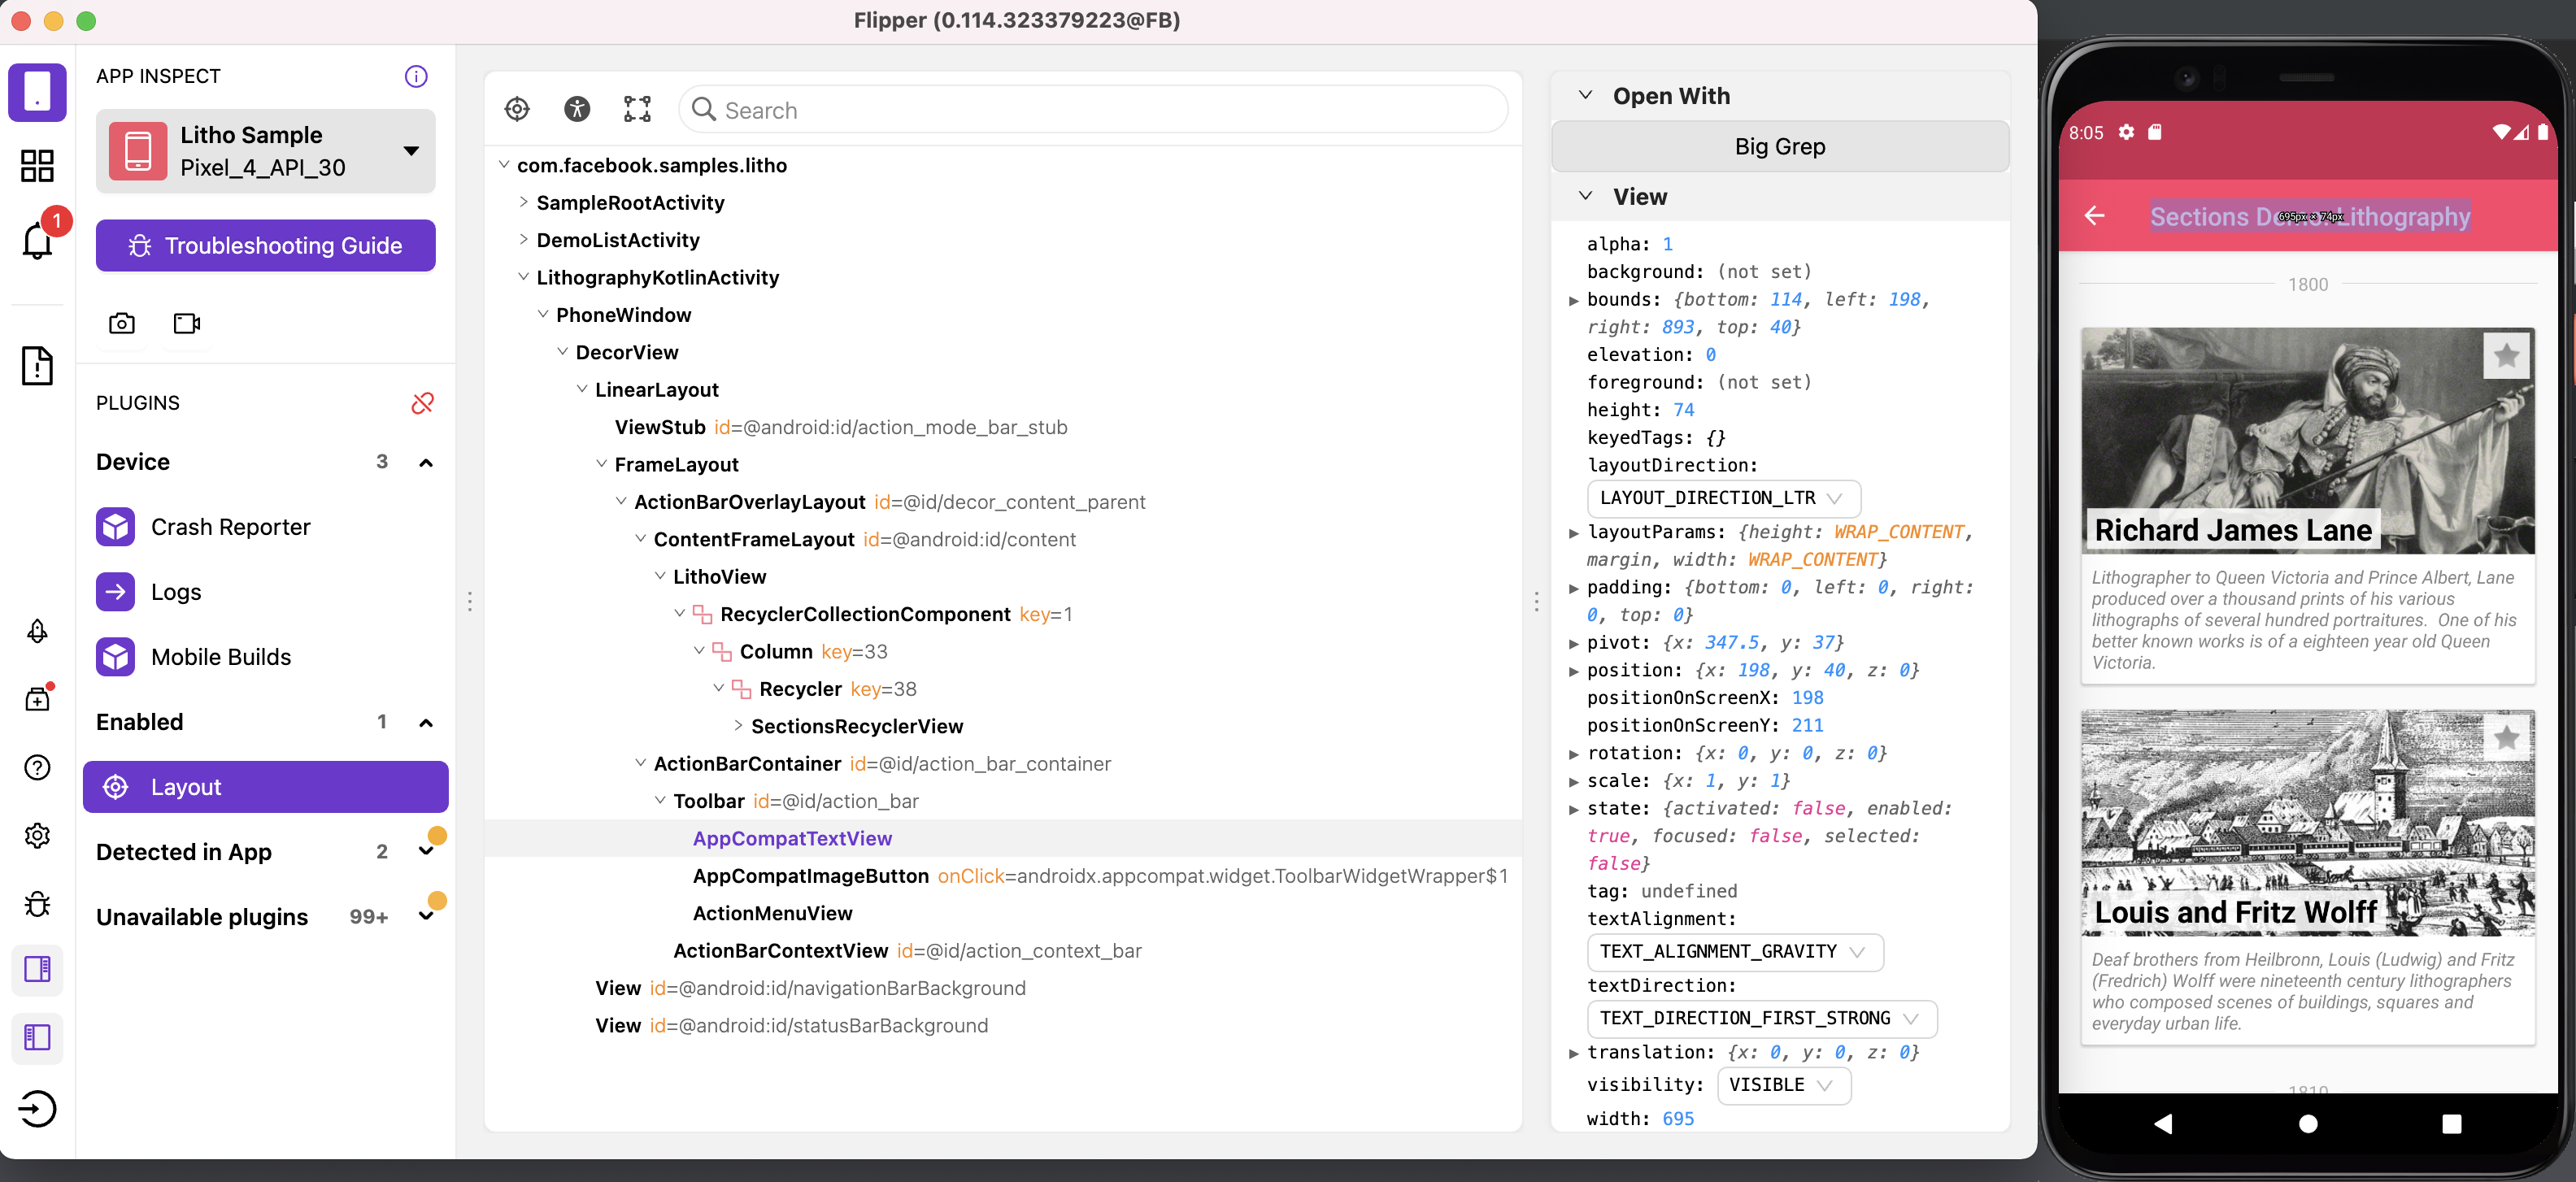 Flipper (0.114.323379223@FB)
APP INSPECT
Litho Sample
Pixel_4_API_30
1
Troubleshooting Guide
PLUGINS
Device 3
Crash Reporter
Logs
Mobile Builds
Enabled 1
Layout
Detected in App 2
Unavailable plugins 99+
Search
com.facebook.samples.litho
SampleRootActivity
DemoListActivity
LithographyKotlinActivity
PhoneWindow
DecorView
LinearLayout
ViewStub id=@android:id/action_mode_bar_stub
FrameLayout
ActionBarOverlayLayout id=@id/decor_content_parent
ContentFrameLayout id=@android:id/content
LithoView
RecyclerCollectionComponent key=1
Column key=33
Recycler key=38
SectionsRecyclerView
ActionBarContainer id=@id/action_bar_container
Toolbar id=@id/action_bar
AppCompatTextView
AppCompatImageButton onClick=androidx.appcompat.widget.ToolbarWidgetWrapper$1
ActionMenuView
ActionBarContextView id=@id/action_context_bar
View id=@android:id/navigationBarBackground
View id=@android:id/statusBarBackground
Open With
Big Grep
View
alpha: 1
background: (not set)
bounds: {bottom: 114, left: 198,
right: 893, top: 40}
elevation: 0
foreground: (not set)
height: 74
keyedTags: {}
layoutDirection:
LAYOUT_DIRECTION_LTR
layoutParams: {height: WRAP_CONTENT,
margin, width: WRAP_CONTENT}
padding: {bottom: 0, left: 0, right:
0, top: 0}
pivot: {x: 347.5, y: 37}
position: {x: 198, y: 40, z: 0}
positionOnScreenX: 198
positionOnScreenY: 211
rotation: {x: 0, y: 0, z: 0}
scale: {x: 1, y: 1}
state: {activated: false, enabled:
true, focused: false, selected:
false}
tag: undefined
textAlignment:
TEXT_ALIGNMENT_GRAVITY
textDirection:
TEXT_DIRECTION_FIRST_STRONG
translation: {x: 0, y: 0, z: 0}
visibility: VISIBLE
width: 695
8:05
Sections Demo: Lithography
695px × 74px
1800
Richard James Lane
Lithographer to Queen Victoria and Prince Albert, Lane
produced over a thousand prints of his various
lithographs of several hundred portraitures. One of his
better known works is of a eighteen year old Queen
Victoria.
Louis and Fritz Wolff
Deaf brothers from Heilbronn, Louis (Ludwig) and Fritz
(Fredrich) Wolff were nineteenth century lithographers
who composed scenes of buildings, squares and
everyday urban life.
1810